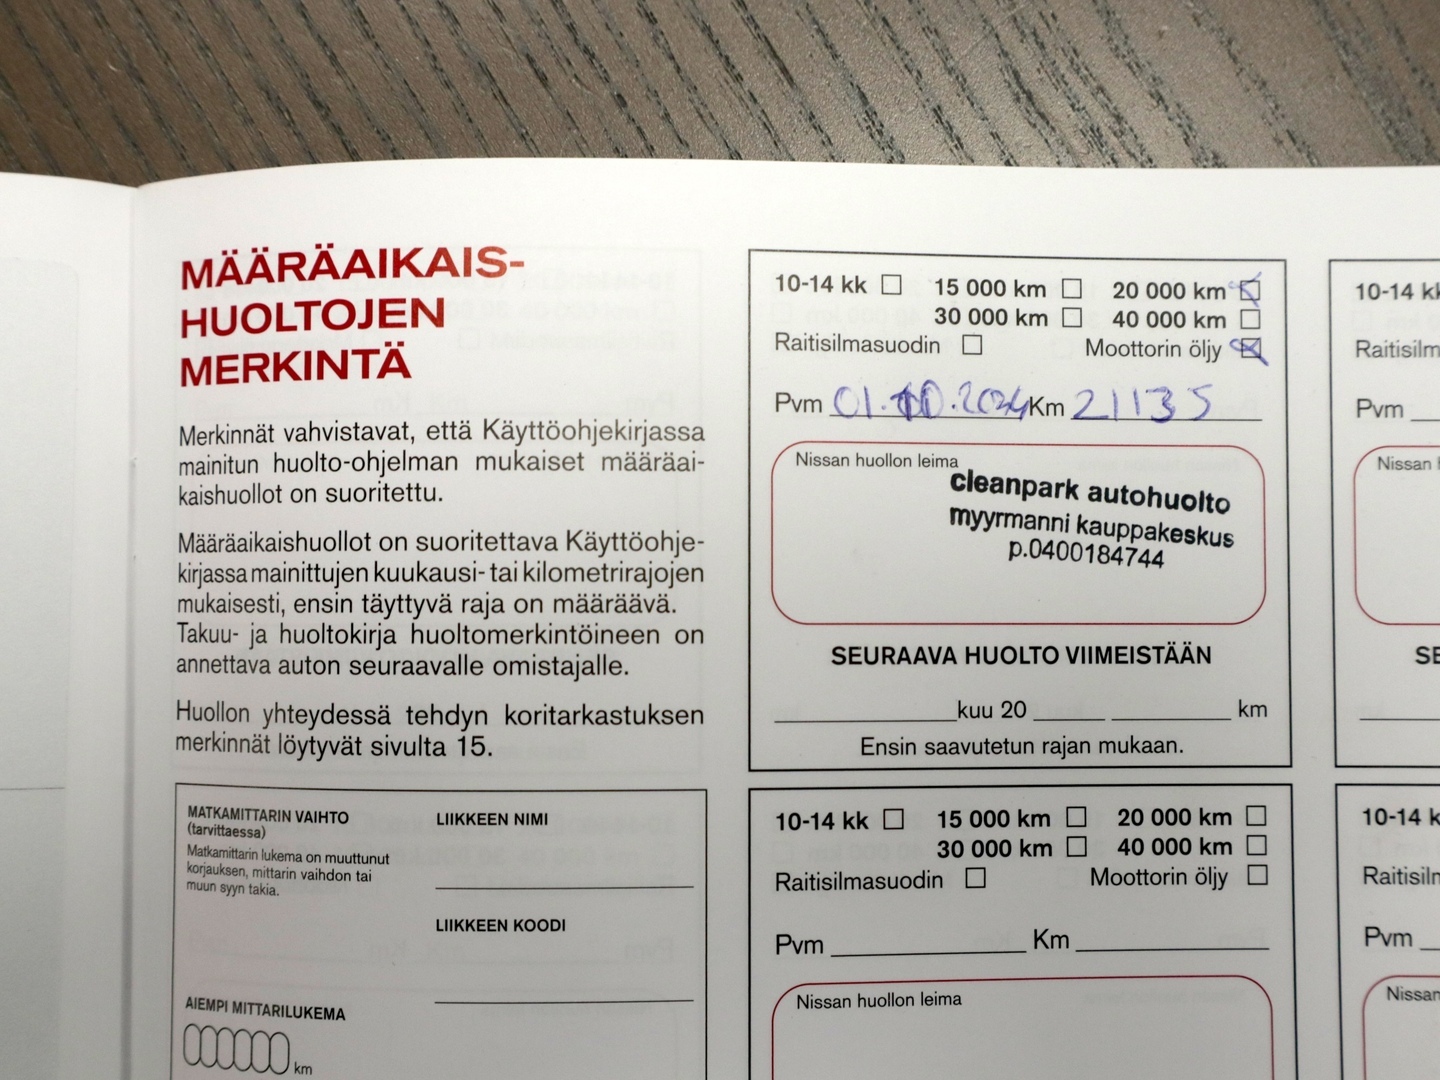 MÄÄRÄAIKAIS-
HUOLTOJEN
MERKINTÄ
Merkinnät vahvistavat, että Käyttöohjekirjassa
mainitun huolto-ohjelman mukaiset määräai-
kaishuollot on suoritettu.
Määräaikaishuollot on suoritettava Käyttöohje-
kirjassa mainittujen kuukausi- tai kilometrirajojen
mukaisesti, ensin täyttyvä raja on määräävä.
Takuu- ja huoltokirja huoltomerkintöineen on
annettava auton seuraavalle omistajalle.
Huollon yhteydessä tehdyn koritarkastuksen
merkinnät löytyvät sivulta 15.
MATKAMITTARIN VAIHTO
(tarvittaessa)
Matkamittarin lukema on muuttunut
korjauksen, mittarin vaihdon tai
muun syyn takia.
AIEMPI MITTARILUKEMA
km
LIIKKEEN NIMI
LIIKKEEN KOODI
10-14 kk 15 000 km 20 000 km
30 000 km 40 000 km
Raitisilmasuodin Moottorin öljy
Pvm 01.10.2024 Km 21135
Nissan huollon leima
cleanpark autohuolto
myyrmanni kauppakeskus
p.0400184744
SEURAAVA HUOLTO VIIMEISTÄÄN
kuu 20 km
Ensin saavutetun rajan mukaan.
10-14 kk 15 000 km 20 000 km
30 000 km 40 000 km
Raitisilmasuodin Moottorin öljy
Pvm Km
Nissan huollon leima
10-14 kk
Raitisilm
Pvm
Nissan h
SE
10-14 k
Raitisiln
Pvm
Nissan